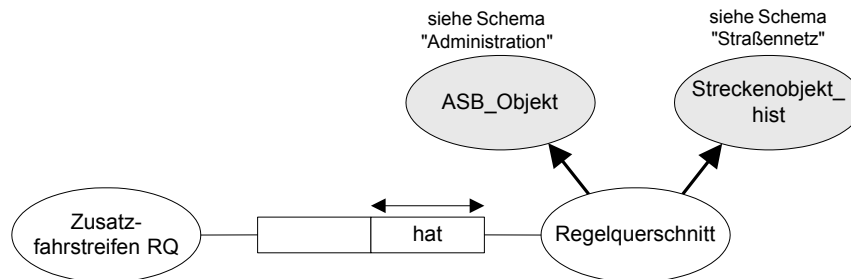 siehe Schema
"Administration"
siehe Schema
"Straßennetz"
ASB_Objekt
Streckenobjekt_
hist
Zusatz-
fahrstreifen RQ
hat
Regelquerschnitt